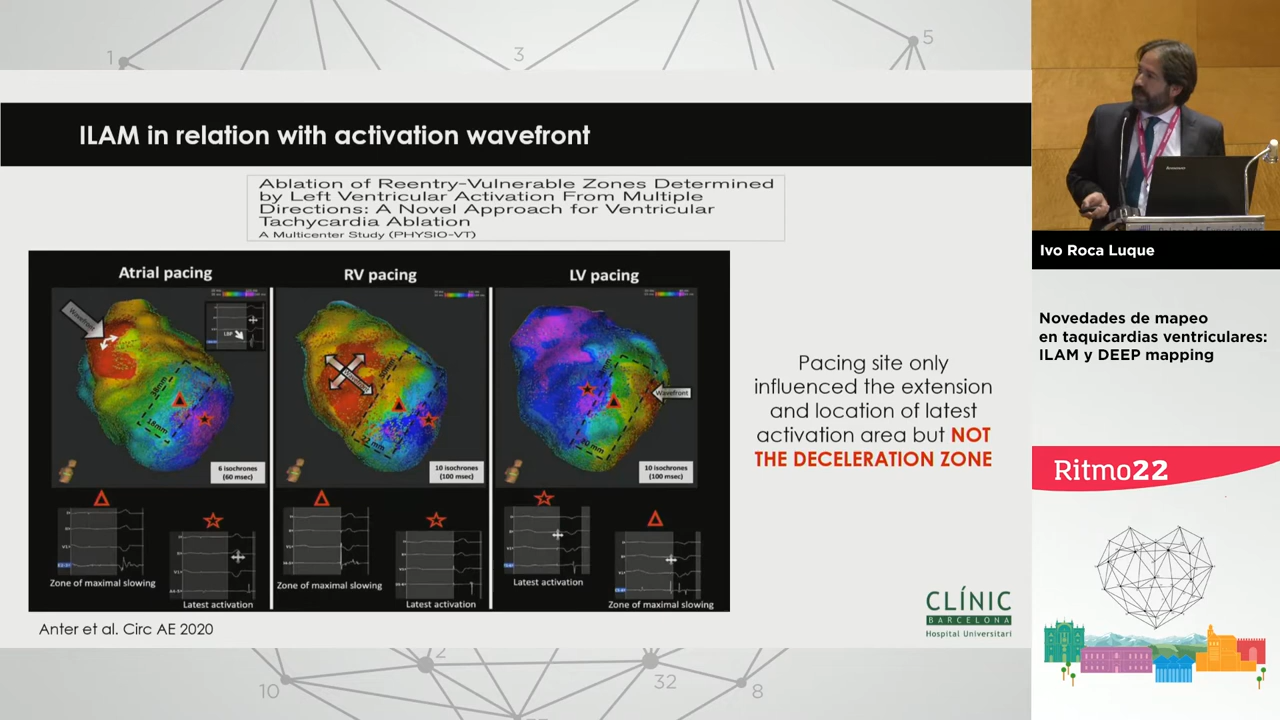 1
3
5
ILAM in relation with activation wavefront
Ablation of Reentry-Vulnerable Zones Determined
by Left Ventricular Activation From Multiple
Directions: A Novel Approach for Ventricular
Tachycardia Ablation
A Multicenter Study (PHYSIO-VT)
Atrial pacing
RV pacing
LV pacing
Wavefront
LBP
18mm
Wavefront
6 isochrones
(60 msec)
10 isochrones
(100 msec)
10 isochrones
(100 msec)
Zone of maximal slowing
Latest activation
Zone of maximal slowing
Latest activation
Latest activation
Zone of maximal slowing
Pacing site only
influenced the extension
and location of latest
activation area but NOT
THE DECELERATION ZONE
Anter et al. Circ AE 2020
CLÍNIC
BARCELONA
Hospital Universitari
2
10
32
8
Ivo Roca Luque
Novedades de mapeo
en taquicardias ventriculares:
ILAM y DEEP mapping
Ritmo22